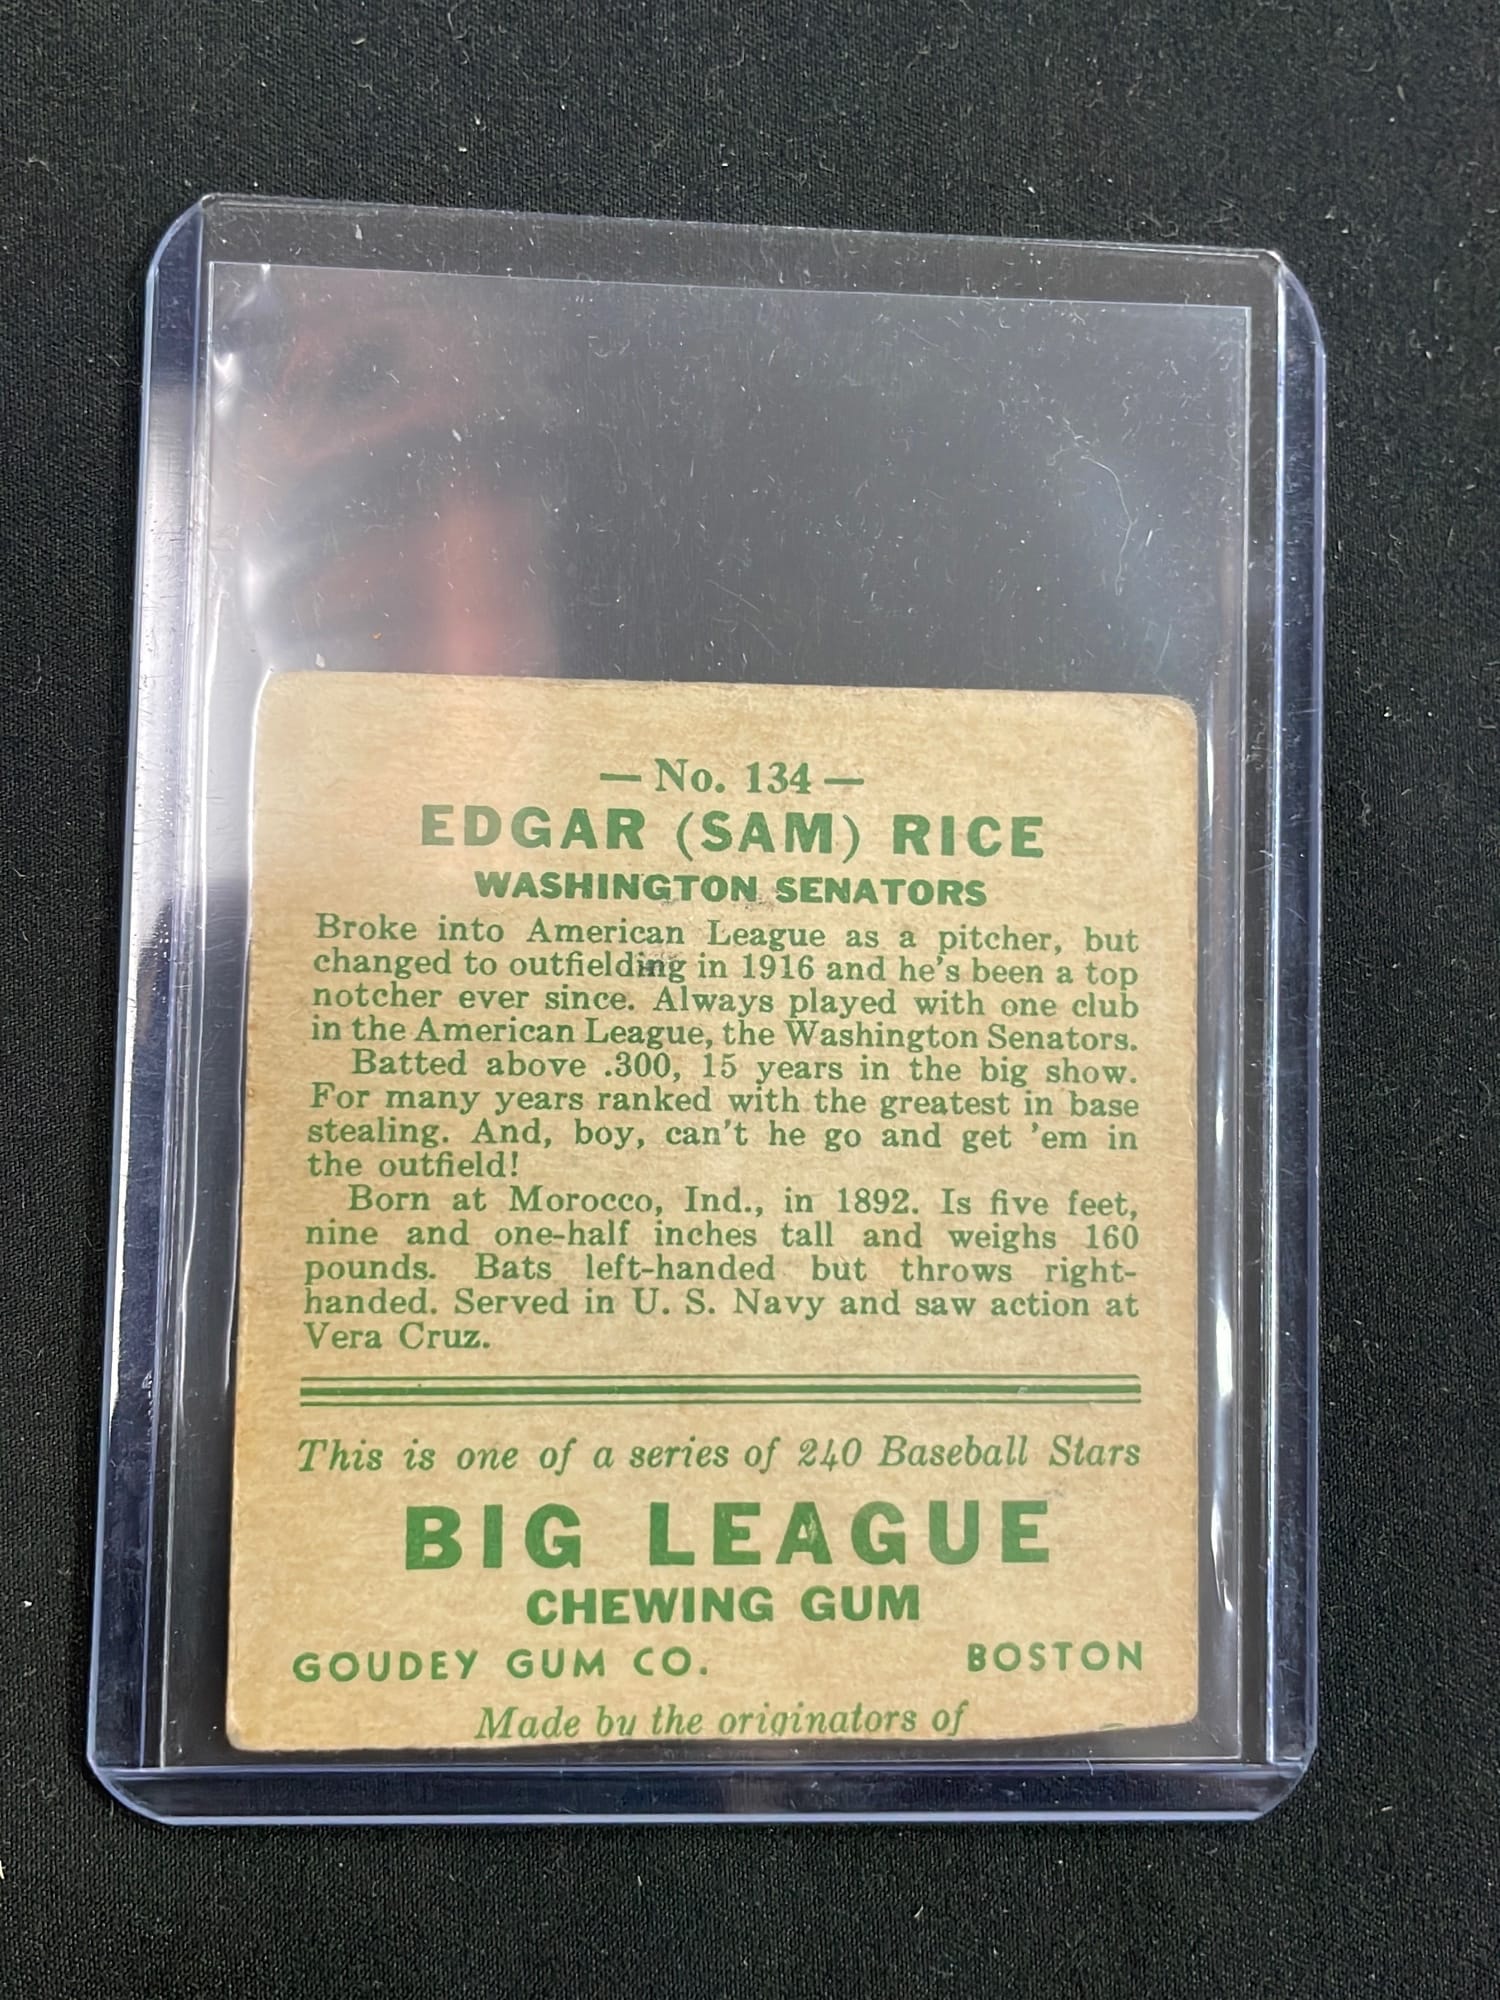 — No. 134 —
EDGAR (SAM) RICE
WASHINGTON SENATORS
Broke into American League as a pitcher, but
changed to outfielding in 1916 and he's been a top
notcher ever since. Always played with one club
in the American League, the Washington Senators.
Batted above .300, 15 years in the big show.
For many years ranked with the greatest in base
stealing. And, boy, can't he go and get 'em in
the outfield!
Born at Morocco, Ind., in 1892. Is five feet,
nine and one-half inches tall and weighs 160
pounds. Bats left-handed but throws right-
handed. Served in U. S. Navy and saw action at
Vera Cruz.
This is one of a series of 240 Baseball Stars
BIG LEAGUE
CHEWING GUM
GOUDEY GUM CO. BOSTON
Made by the originators of